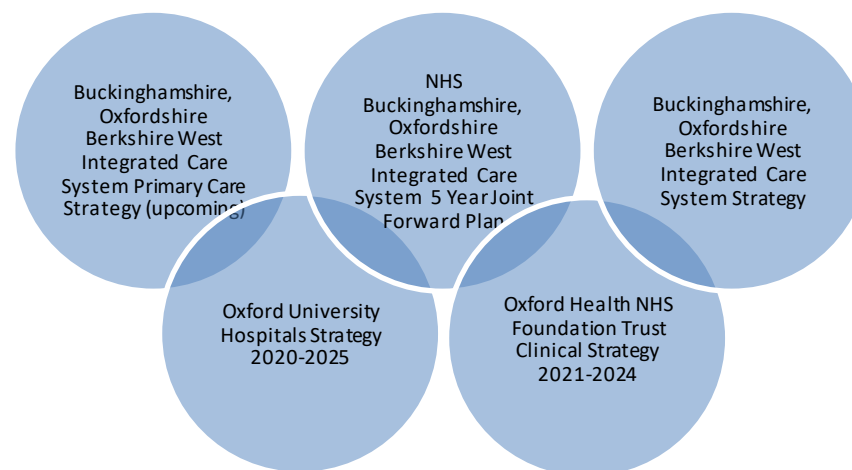 Buckinghamshire,
Oxfordshire
Berkshire West
Integrated Care
System Primary Care
Strategy (upcoming)
NHS
Buckinghamshire,
Oxfordshire
Berkshire West
Integrated Care
System 5 Year Joint
Forward Plan
Buckinghamshire,
Oxfordshire
Berkshire West
Integrated Care
System Strategy
Oxford University
Hospitals Strategy
2020-2025
Oxford Health NHS
Foundation Trust
Clinical Strategy
2021-2024